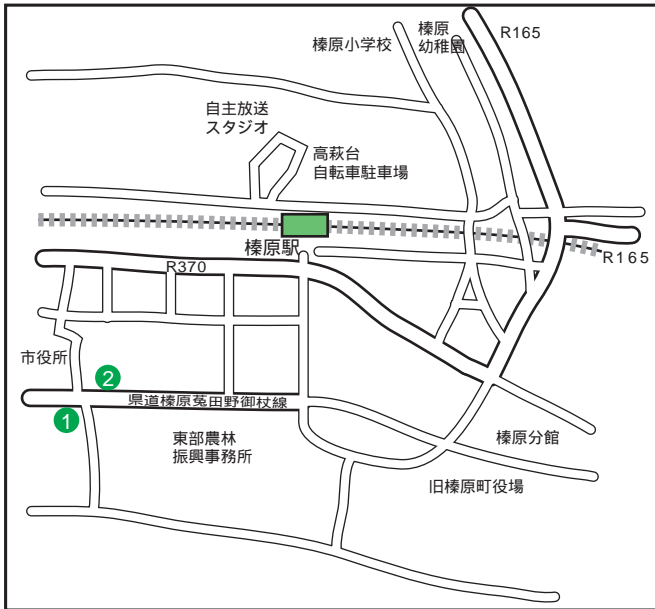 R165
榛原
幼稚園
榛原小学校
自主放送
スタジオ
高萩台
自転車駐車場
榛原駅
R165
R370
市役所
2
県道榛原菟田野御杖線
1
東部農林
振興事務所
榛原分館
旧榛原町役場